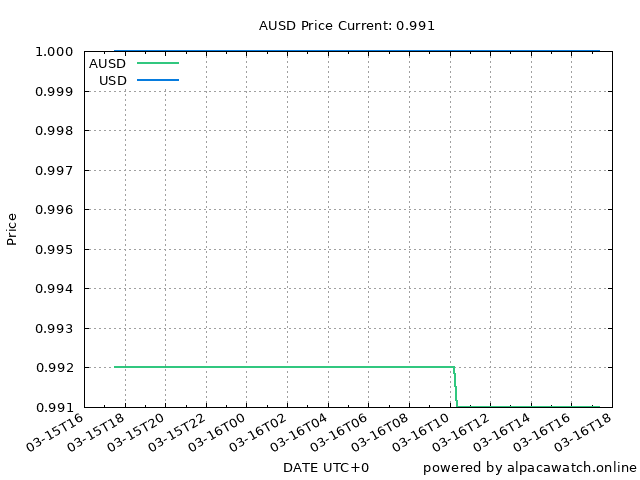 AUSD Price Current: 0.991
1.000
AUSD
USD
0.999
0.998
0.997
0.996
0.995
0.994
0.993
0.992
0.991
Price
03-15T16
03-15T18
03-15T20
03-15T22
03-16T00
03-16T02
03-16T04
03-16T06
03-16T08
03-16T10
03-16T12
03-16T14
03-16T16
03-16T18
DATE UTC+0
powered by alpacawatch.online